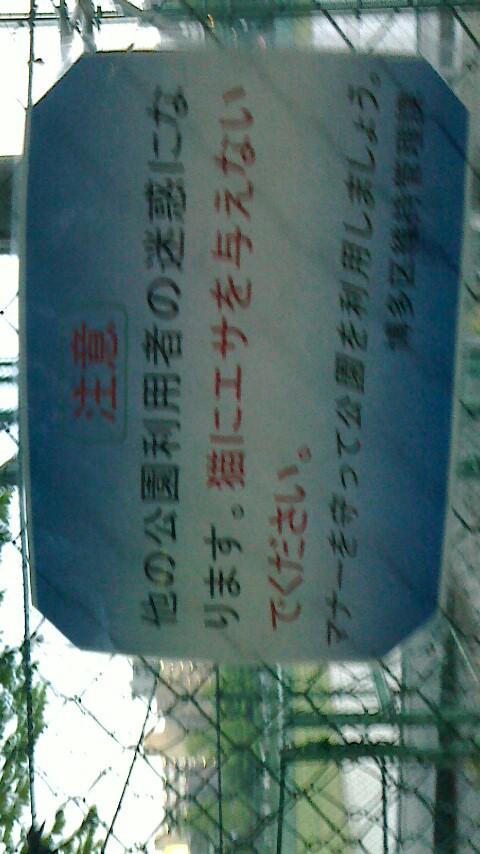 注意
他の公園利用者の迷惑にな
ります。猫にエサを与えない
でください。
マナーを守って公園を利用しましょう。
博多区維持管理課